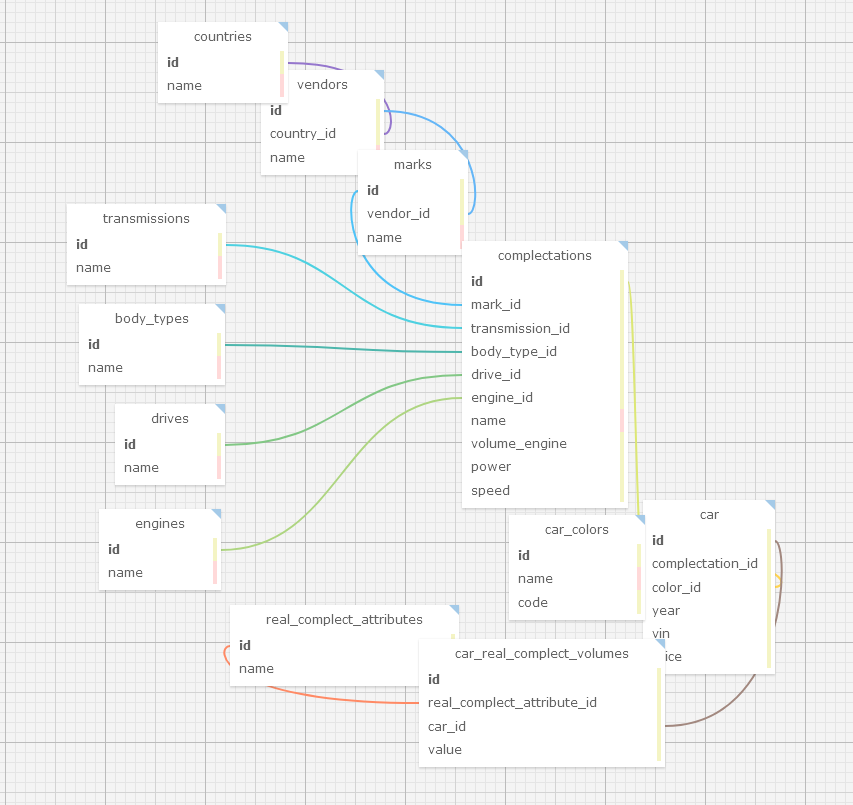 countries
id
name
vendors
id
country_id
name
marks
id
vendor_id
name
transmissions
id
name
complectations
id
mark_id
transmission_id
body_type_id
drive_id
engine_id
name
volume_engine
power
speed
body_types
id
name
drives
id
name
engines
id
name
car_colors
id
name
code
car
id
complectation_id
color_id
year
vin
ice
real_complect_attributes
id
name
car_real_complect_volumes
id
real_complect_attribute_id
car_id
value